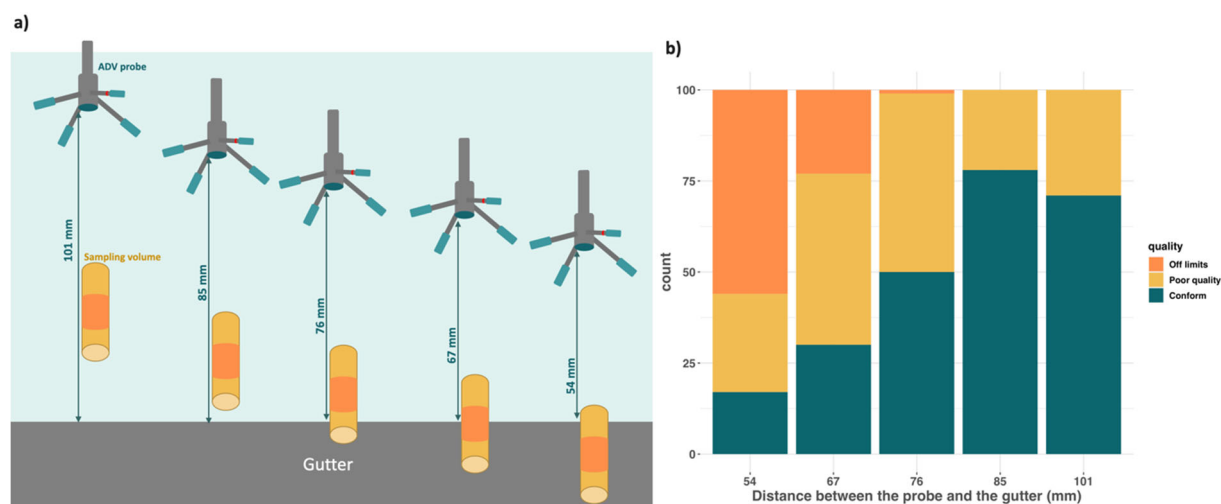 a)
ADV probe
101 mm
Sampling volume
85 mm
76 mm
67 mm
54 mm
Gutter
b)
100
75
50
25
0
count
54 67 76 85 101
Distance between the probe and the gutter (mm)
quality
Off limits
Poor quality
Conform